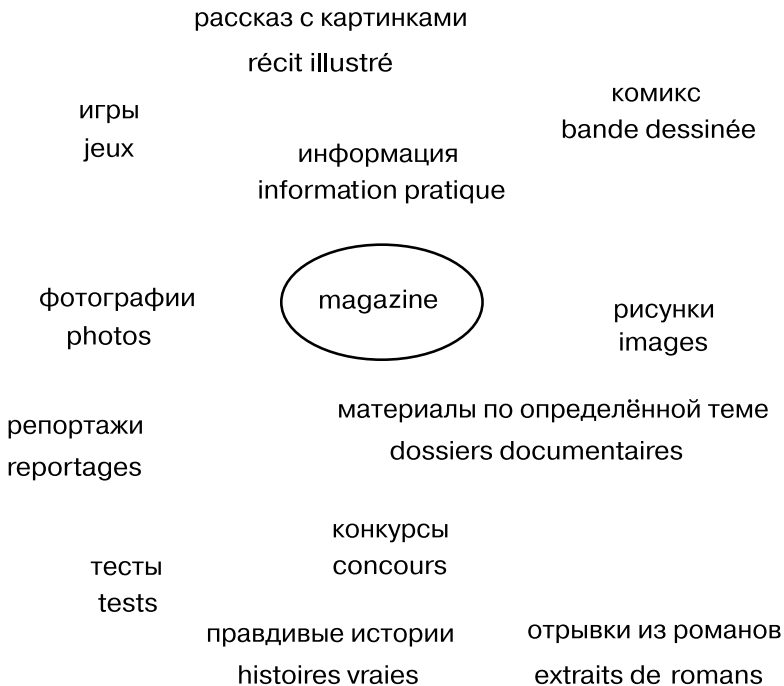 рассказ с картинками
récit illustré
комикс
bande dessinée
игры
jeux
информация
information pratique
фотографии
photos
magazine
рисунки
images
материалы по определённой теме
dossiers documentaires
репортажи
reportages
конкурсы
concours
тесты
tests
правдивые истории
histoires vraies
отрывки из романов
extraits de romans